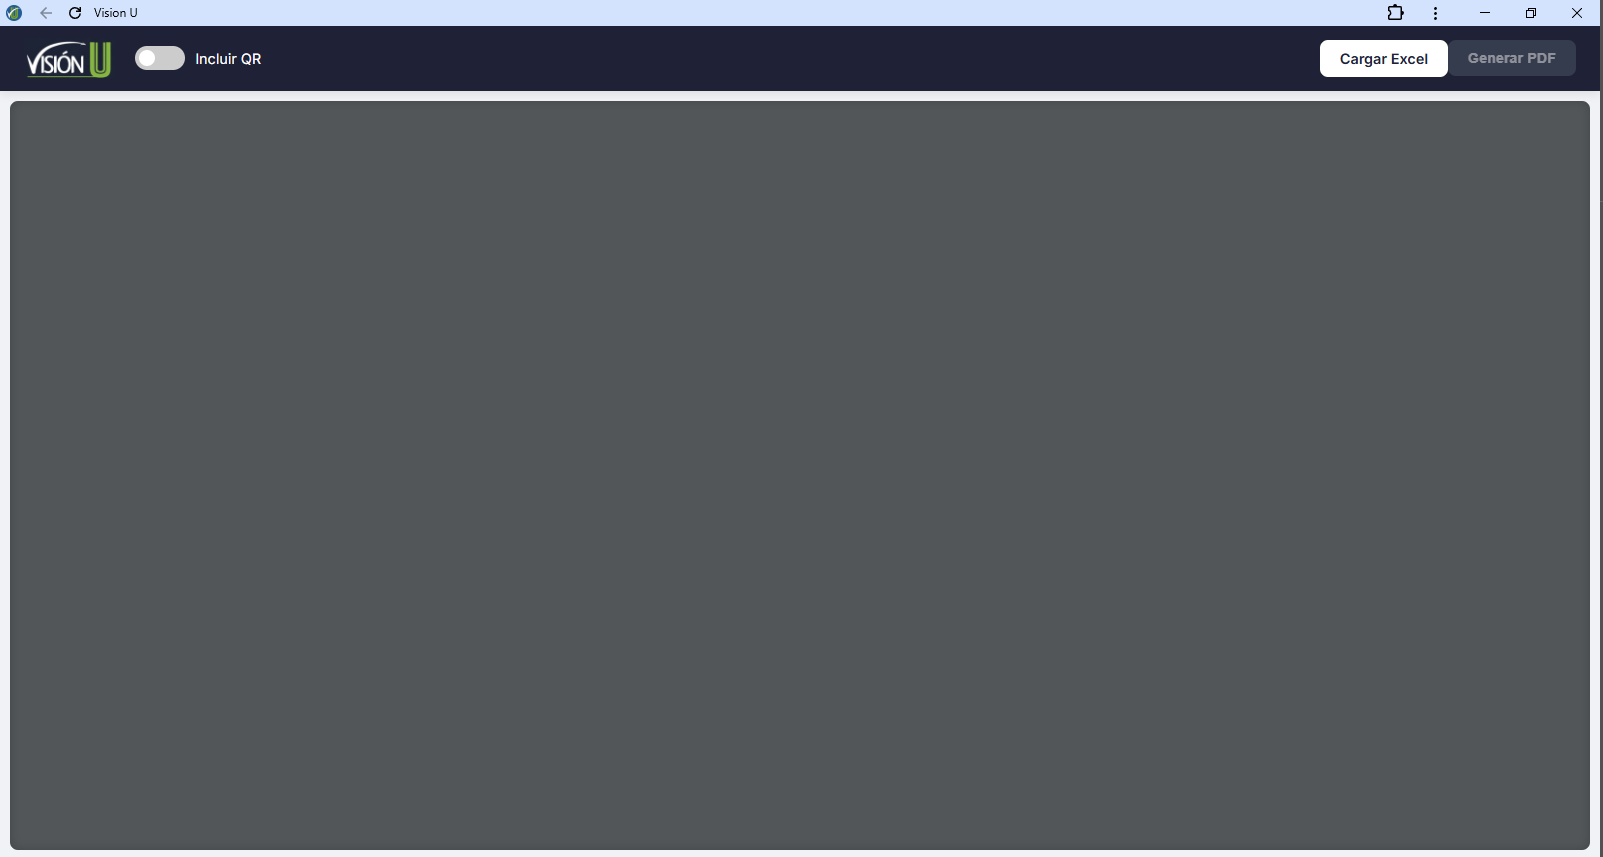 Vision U
VISIÓN U
Incluir QR
Cargar Excel
Generar PDF